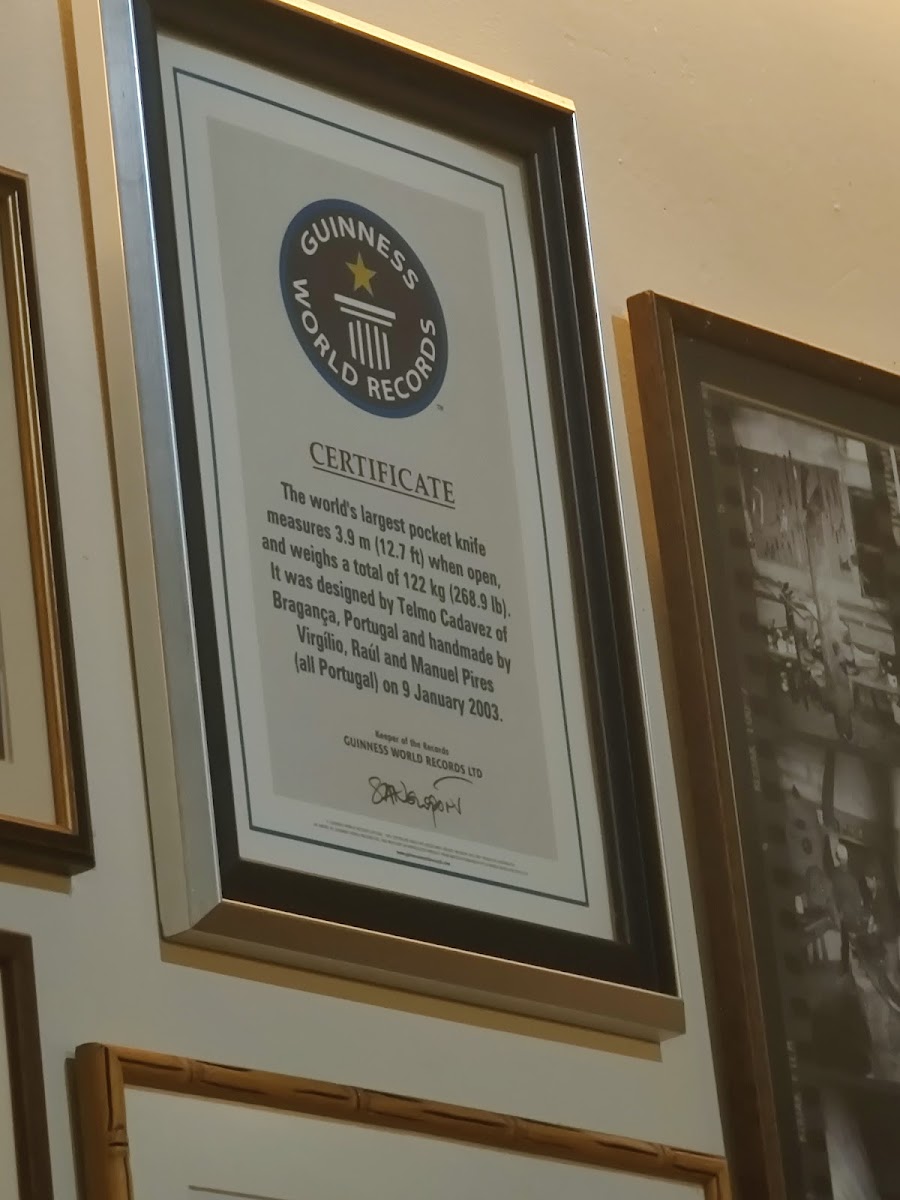 GUINNESS
WORLD RECORDS
™
CERTIFICATE
The world's largest pocket knife
measures 3.9 m (12.7 ft) when open,
and weighs a total of 122 kg (268.9 lb).
It was designed by Telmo Cadavez of
Bragança, Portugal and handmade by
Virgílio, Raúl and Manuel Pires
(all Portugal) on 9 January 2003.
Keeper of the Records
GUINNESS WORLD RECORDS LTD